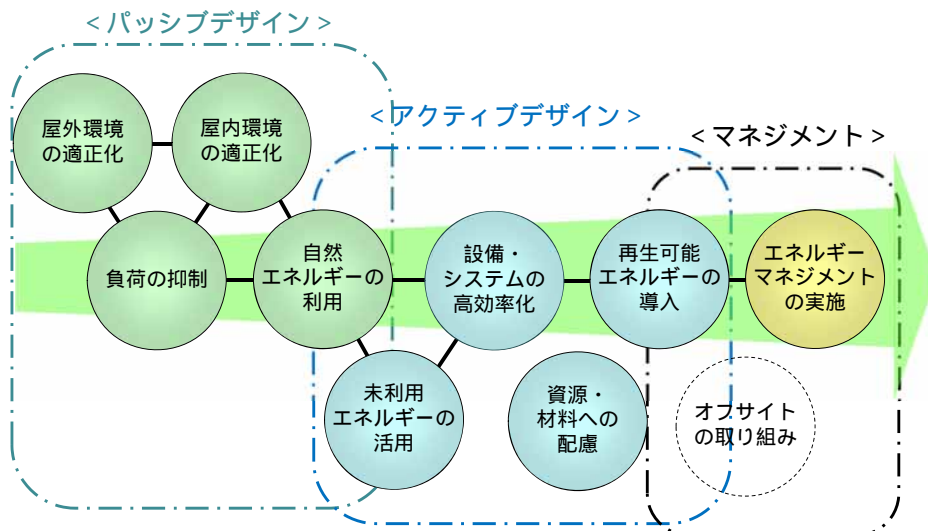 <パッシブデザイン>
<アクティブデザイン>
<マネジメント>
屋外環境
の適正化
屋内環境
の適正化
負荷の抑制
自然
エネルギーの
利用
設備・
システムの
高効率化
再生可能
エネルギーの
導入
エネルギー
マネジメント
の実施
未利用
エネルギーの
活用
資源・
材料への
配慮
オフサイト
の取り組み